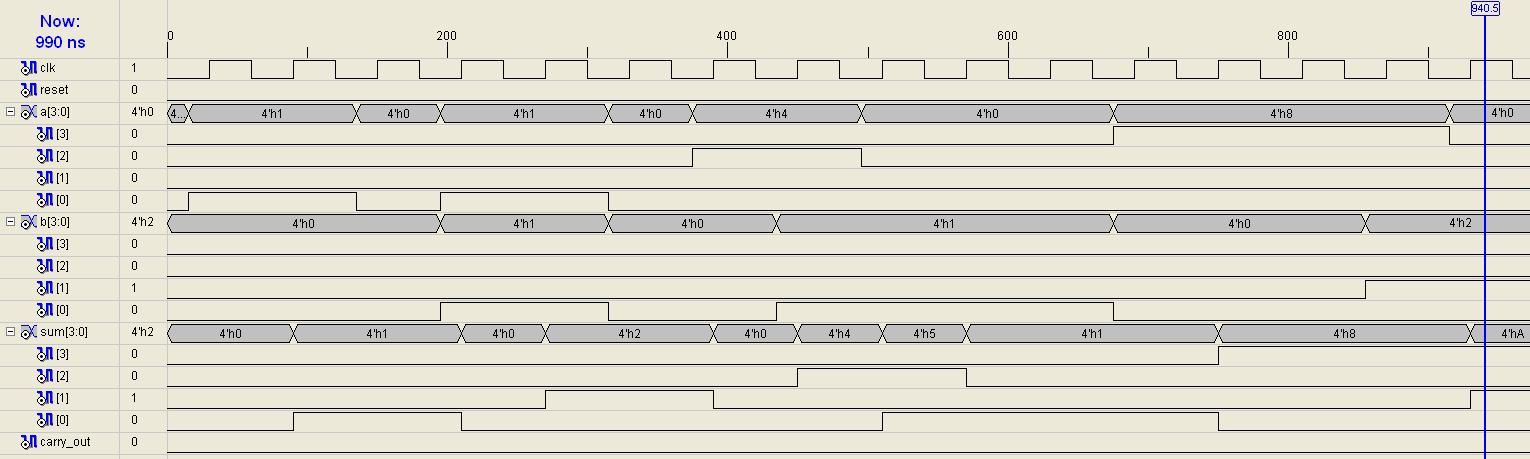 Now:
990 ns
940.5
0 200 400 600 800
clk 1
reset 0
a[3:0] 4'h0 4... 4'h1 4'h0 4'h1 4'h0 4'h4 4'h0 4'h8 4'h0
[3] 0
[2] 0
[1] 0
[0] 0
b[3:0] 4'h2 4'h0 4'h1 4'h0 4'h1 4'h0 4'h2
[3] 0
[2] 0
[1] 1
[0] 0
sum[3:0] 4'h2 4'h0 4'h1 4'h0 4'h2 4'h0 4'h4 4'h5 4'h1 4'h8 4'hA
[3] 0
[2] 0
[1] 1
[0] 0
carry_out 0